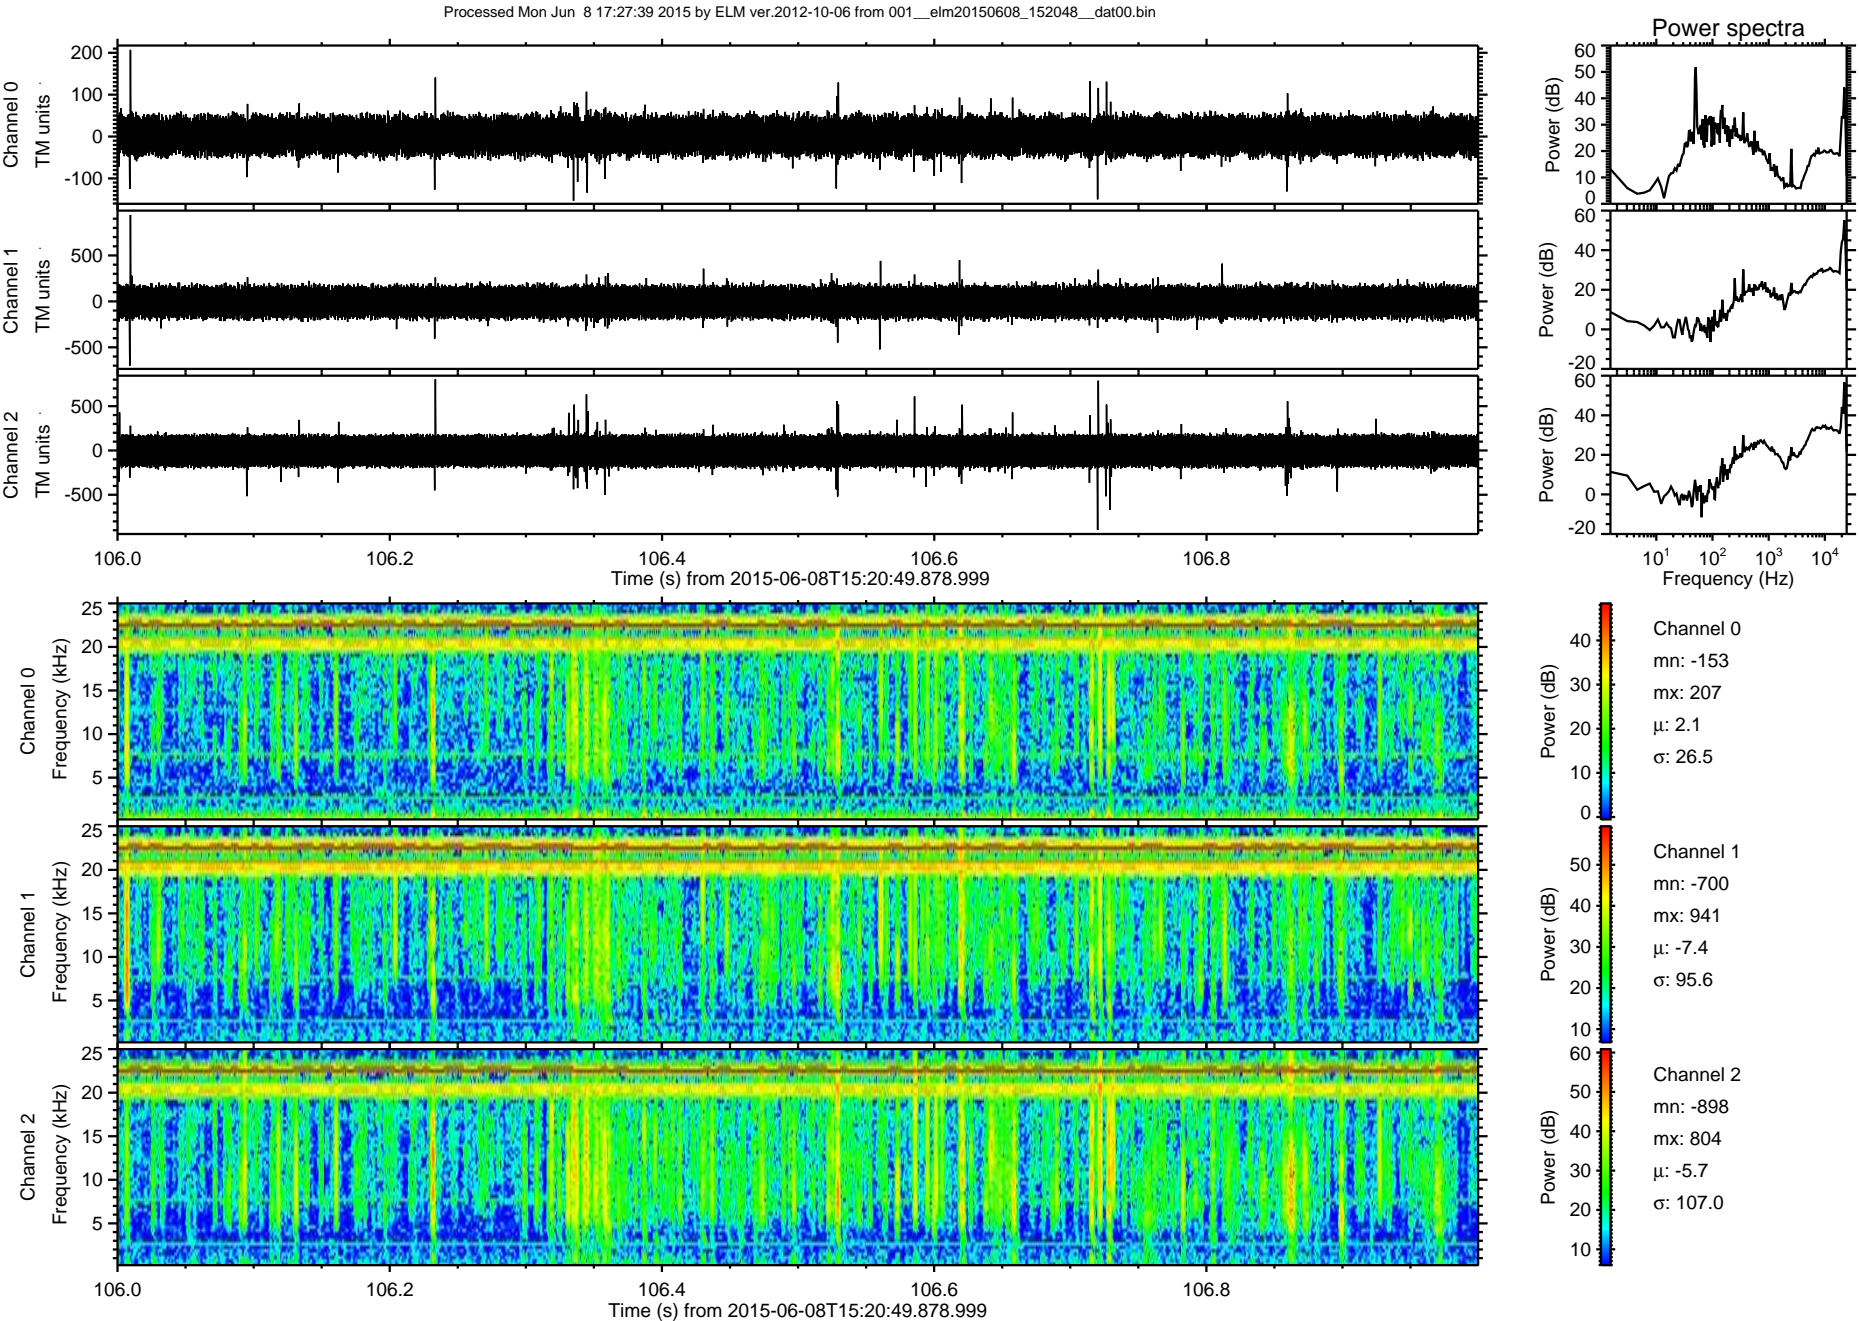 Processed Mon Jun  8 17:27:39 2015 by ELM ver.2012-10-06 from 001__elm20150608_152048__dat00.bin
Power spectra
Channel 0
TM units
200
100
0
-100
Power (dB)
60
50
40
30
20
10
0
Channel 1
TM units
500
0
-500
Power (dB)
60
40
20
0
-20
Channel 2
TM units
500
0
-500
Power (dB)
60
40
20
0
-20
106.0 106.2 106.4 106.6 106.8
Time (s) from 2015-06-08T15:20:49.878.999
10^1 10^2 10^3 10^4
Frequency (Hz)
Channel 0
Frequency (kHz)
25
20
15
10
5
Power (dB)
40
30
20
10
0
Channel 0
mn: -153
mx: 207
μ: 2.1
σ: 26.5
Channel 1
Frequency (kHz)
25
20
15
10
5
Power (dB)
50
40
30
20
10
Channel 1
mn: -700
mx: 941
μ: -7.4
σ: 95.6
Channel 2
Frequency (kHz)
25
20
15
10
5
Power (dB)
60
50
40
30
20
10
Channel 2
mn: -898
mx: 804
μ: -5.7
σ: 107.0
106.0 106.2 106.4 106.6 106.8
Time (s) from 2015-06-08T15:20:49.878.999